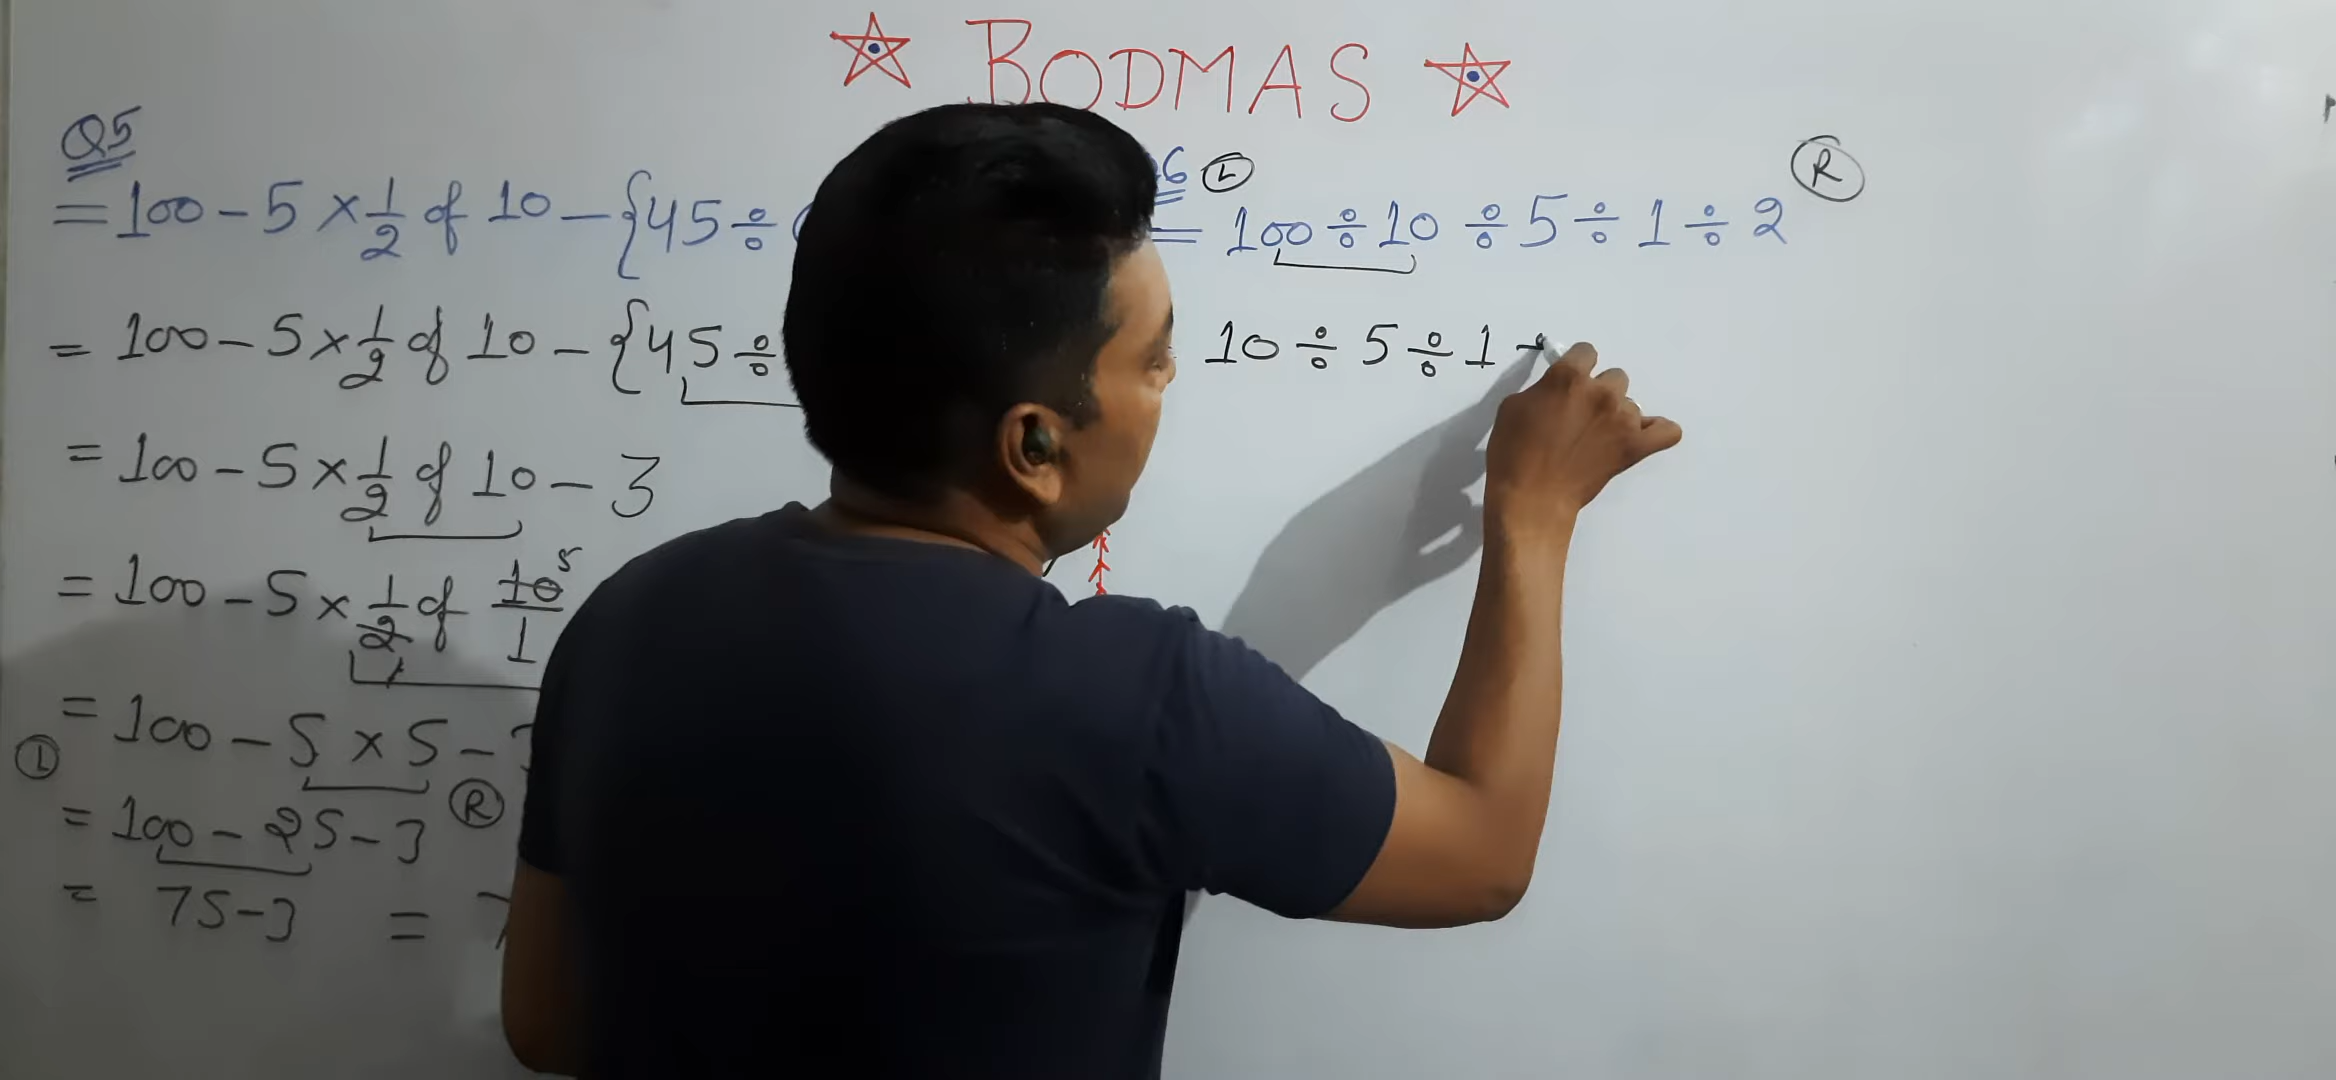 BODMAS
Q5
= 100 - 5 × 1/2 of 10 - {45 ÷
= 100 - 5 × 1/2 of 10 - {45 ÷
= 100 - 5 × 1/2 of 10 - 3
= 100 - 5 × 1/2 of 10/1 5
= 100 - 5 × 5 -
L
R
= 100 - 25 - 3
= 75 - 3 =
6 L
R
= 100 ÷ 10 ÷ 5 ÷ 1 ÷ 2
10 ÷ 5 ÷ 1